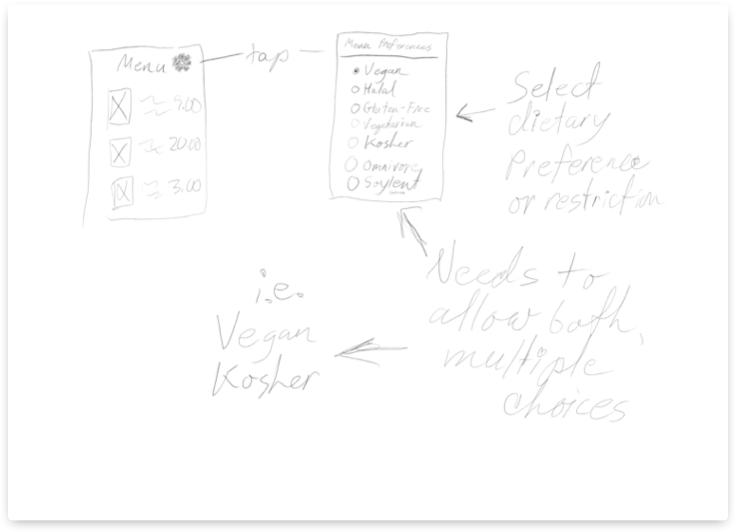 Menu
9.00
20.00
3.00
tap
Menu Preferences
Vegan
Halal
Gluten-Free
Vegetarian
Kosher
Omnivore
Soylent
Select
dietary
Preference
or restriction
Needs to
allow both,
multiple
choices
i.e.
Vegan
Kosher